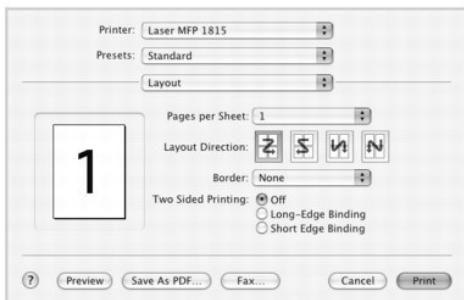 Printer: Laser MFP 1815
Presets: Standard
Layout
Pages per Sheet: 1
Layout Direction:
1
Border: None
Two Sided Printing: Off
Long-Edge Binding
Short Edge Binding
? Preview Save As PDF... Fax... Cancel Print